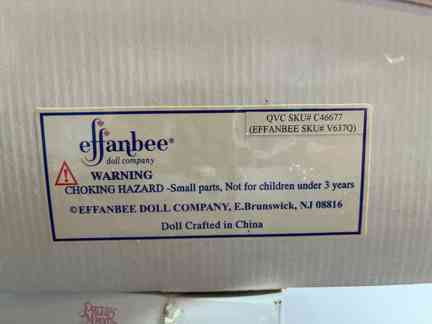 QVC SKU# C46677
(EFFANBEE SKU# V637Q)
effanbee®
doll company
WARNING
CHOKING HAZARD -Small parts, Not for children under 3 years
©EFFANBEE DOLL COMPANY, E.Brunswick, NJ 08816
Doll Crafted in China